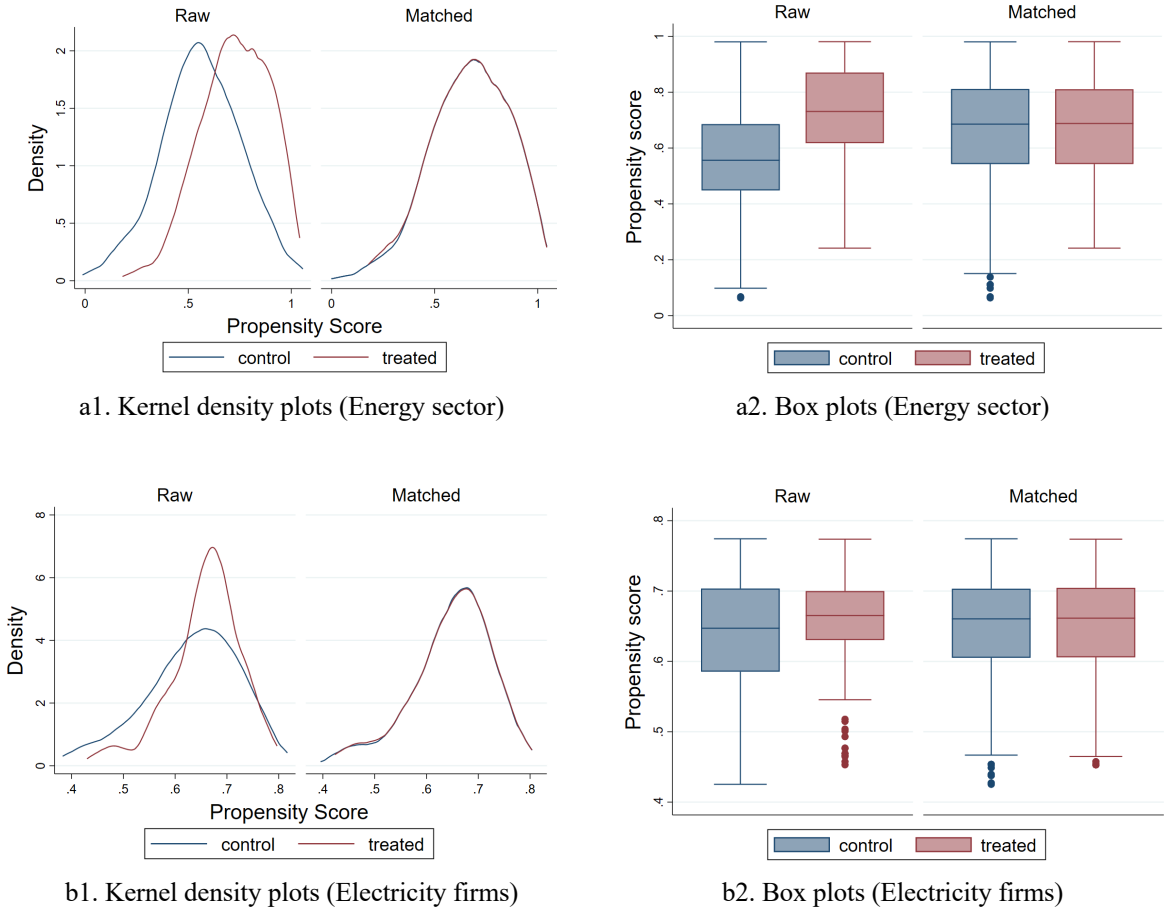 Raw Matched
Density
2
1.5
1
.5
0
0 .5 1 0 .5 1
Propensity Score
control treated
a1. Kernel density plots (Energy sector)
Raw Matched
Propensity score
1
.8
.6
.4
.2
0
control treated
a2. Box plots (Energy sector)
Raw Matched
Density
8
6
4
2
0
.4 .5 .6 .7 .8 .4 .5 .6 .7 .8
Propensity Score
control treated
b1. Kernel density plots (Electricity firms)
Raw Matched
Propensity score
.8
.7
.6
.5
.4
control treated
b2. Box plots (Electricity firms)